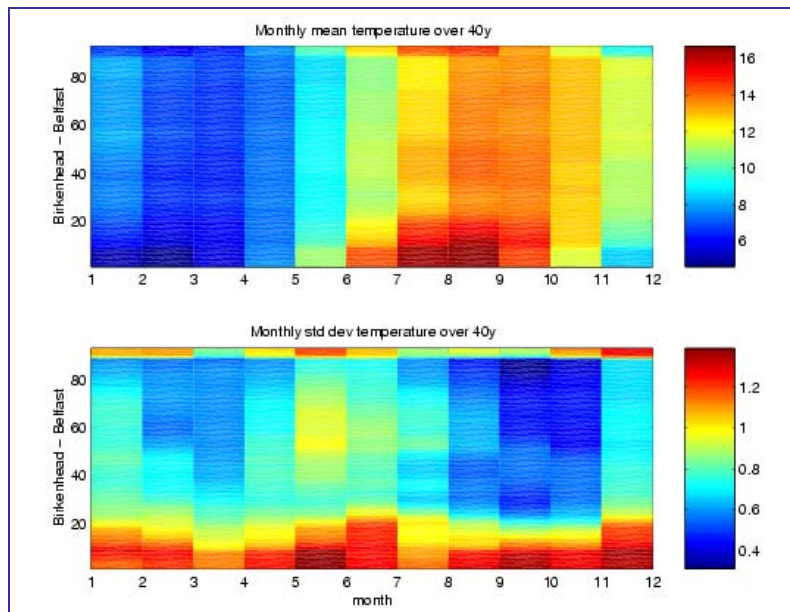 Monthly mean temperature over 40y
Birkenhead - Belfast
80
60
40
20
1 2 3 4 5 6 7 8 9 10 11 12
16
14
12
10
8
6
Monthly std dev temperature over 40y
Birkenhead - Belfast
80
60
40
20
1 2 3 4 5 6 7 8 9 10 11 12
month
1.2
1
0.8
0.6
0.4